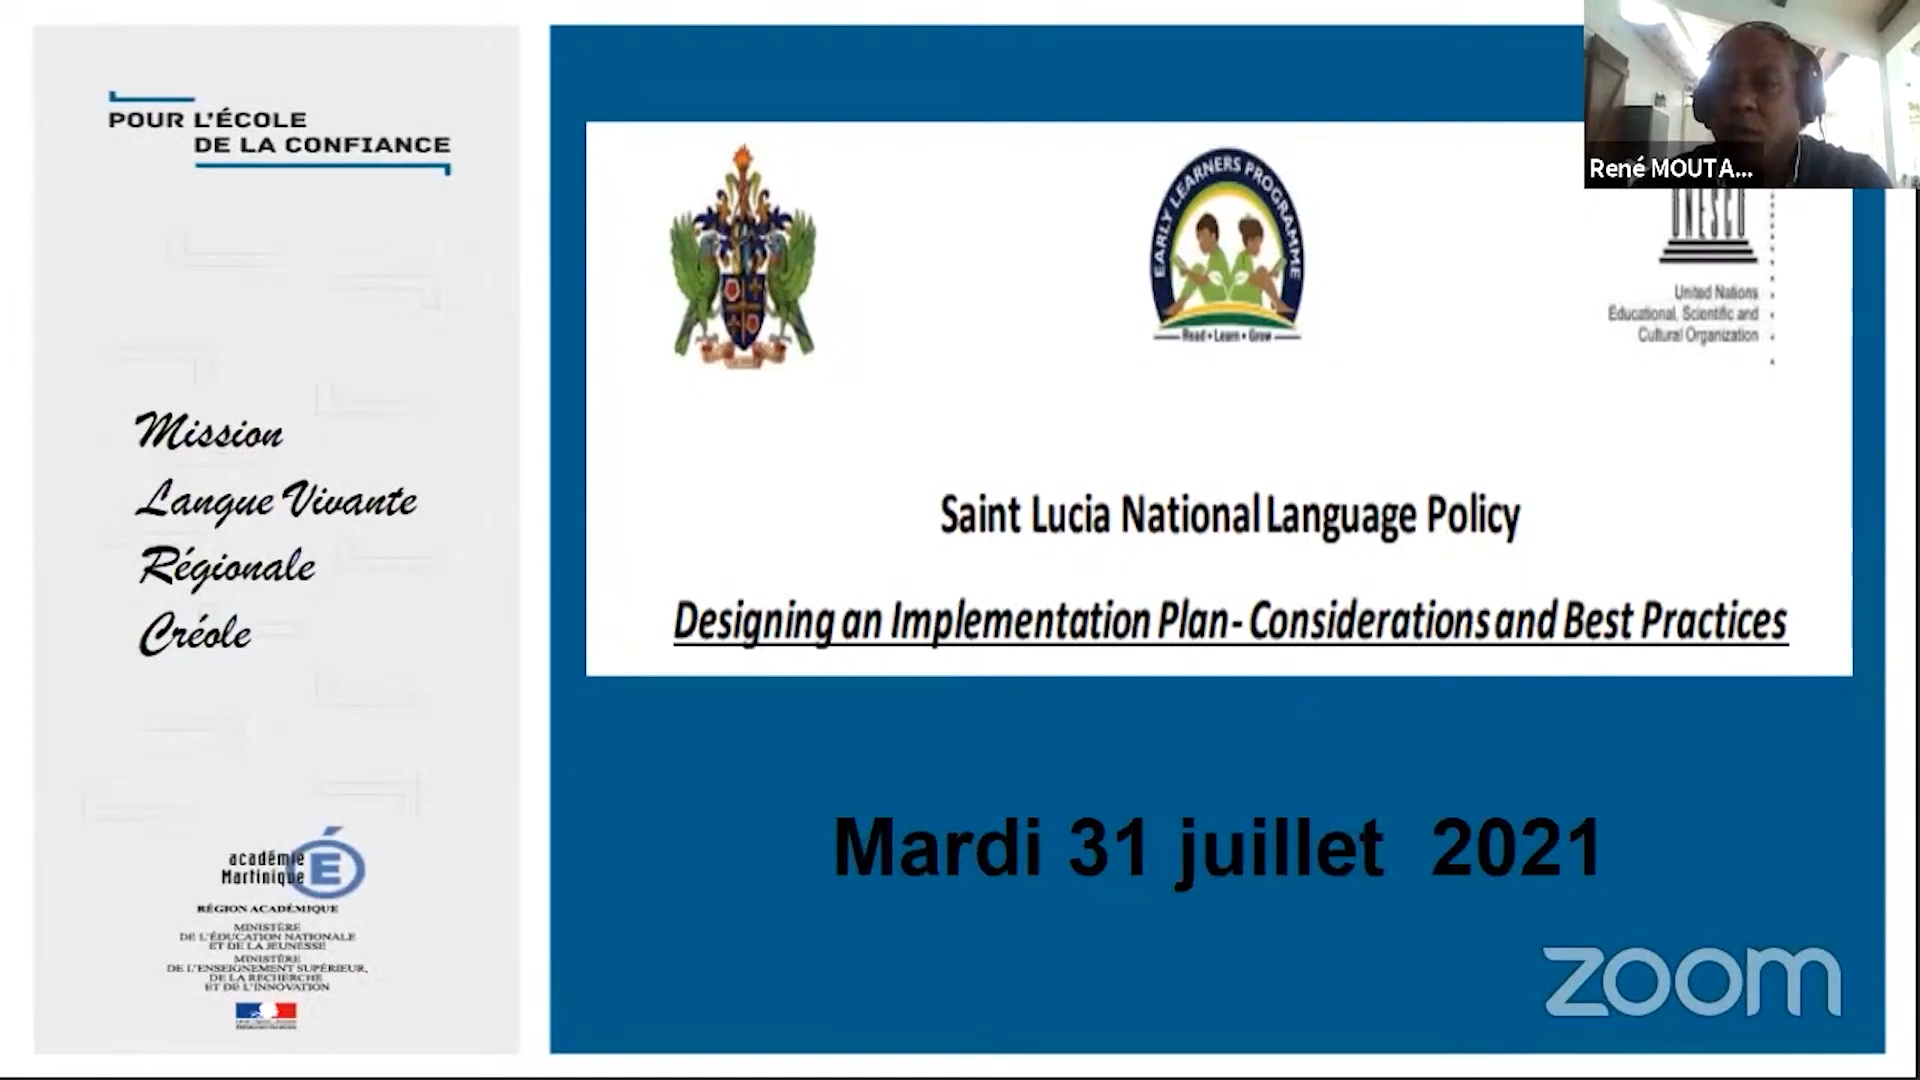 POUR L'ÉCOLE
DE LA CONFIANCE
Mission
Langue Vivante
Régionale
Créole
académie
Martinique
É
RÉGION ACADÉMIQUE
MINISTÈRE
DE L'ÉDUCATION NATIONALE
ET DE LA JEUNESSE
MINISTÈRE
DE L'ENSEIGNEMENT SUPÉRIEUR,
DE LA RECHERCHE
ET DE L'INNOVATION
EARLY LEARNERS PROGRAMME
Read • Learn • Grow
René MOUTA...
UNESCO
United Nations
Educational, Scientific and
Cultural Organization
Saint Lucia National Language Policy
Designing an Implementation Plan- Considerations and Best Practices
Mardi 31 juillet 2021
zoom